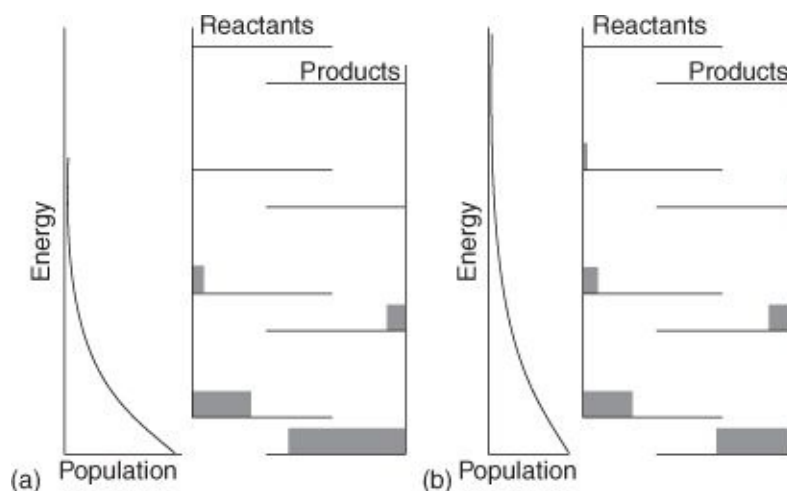 Reactants
Products
Energy
Population
(a)
Reactants
Products
Energy
Population
(b)